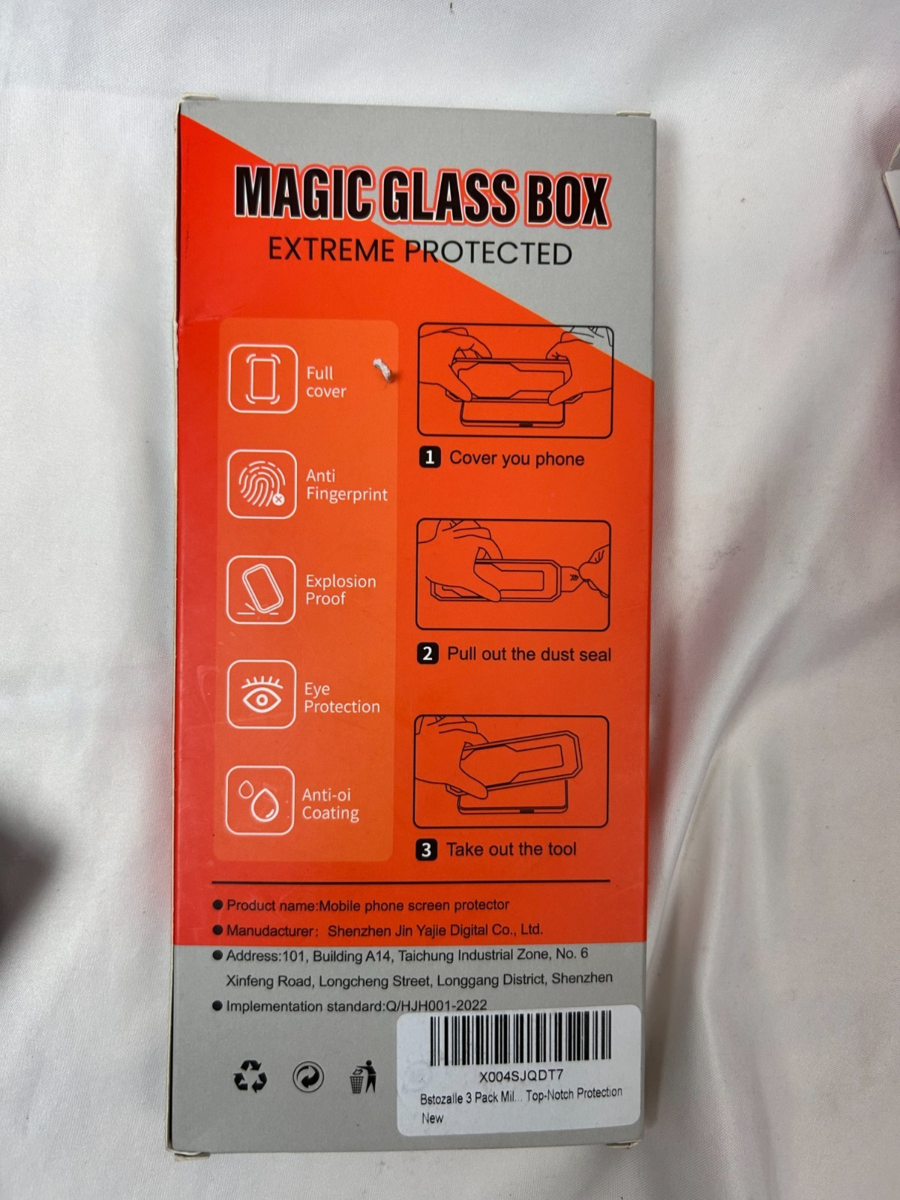 MAGIC GLASS BOX
EXTREME PROTECTED
Full
cover
Anti
Fingerprint
Explosion
Proof
Eye
Protection
Anti-oi
Coating
1 Cover you phone
2 Pull out the dust seal
3 Take out the tool
● Product name:Mobile phone screen protector
● Manudacturer: Shenzhen Jin Yajie Digital Co., Ltd.
● Address:101, Building A14, Taichung Industrial Zone, No. 6
Xinfeng Road, Longcheng Street, Longgang District, Shenzhen
● Implementation standard:Q/HJH001-2022
X004SJQDT7
Bstozalle 3 Pack Mil... Top-Notch Protection
New